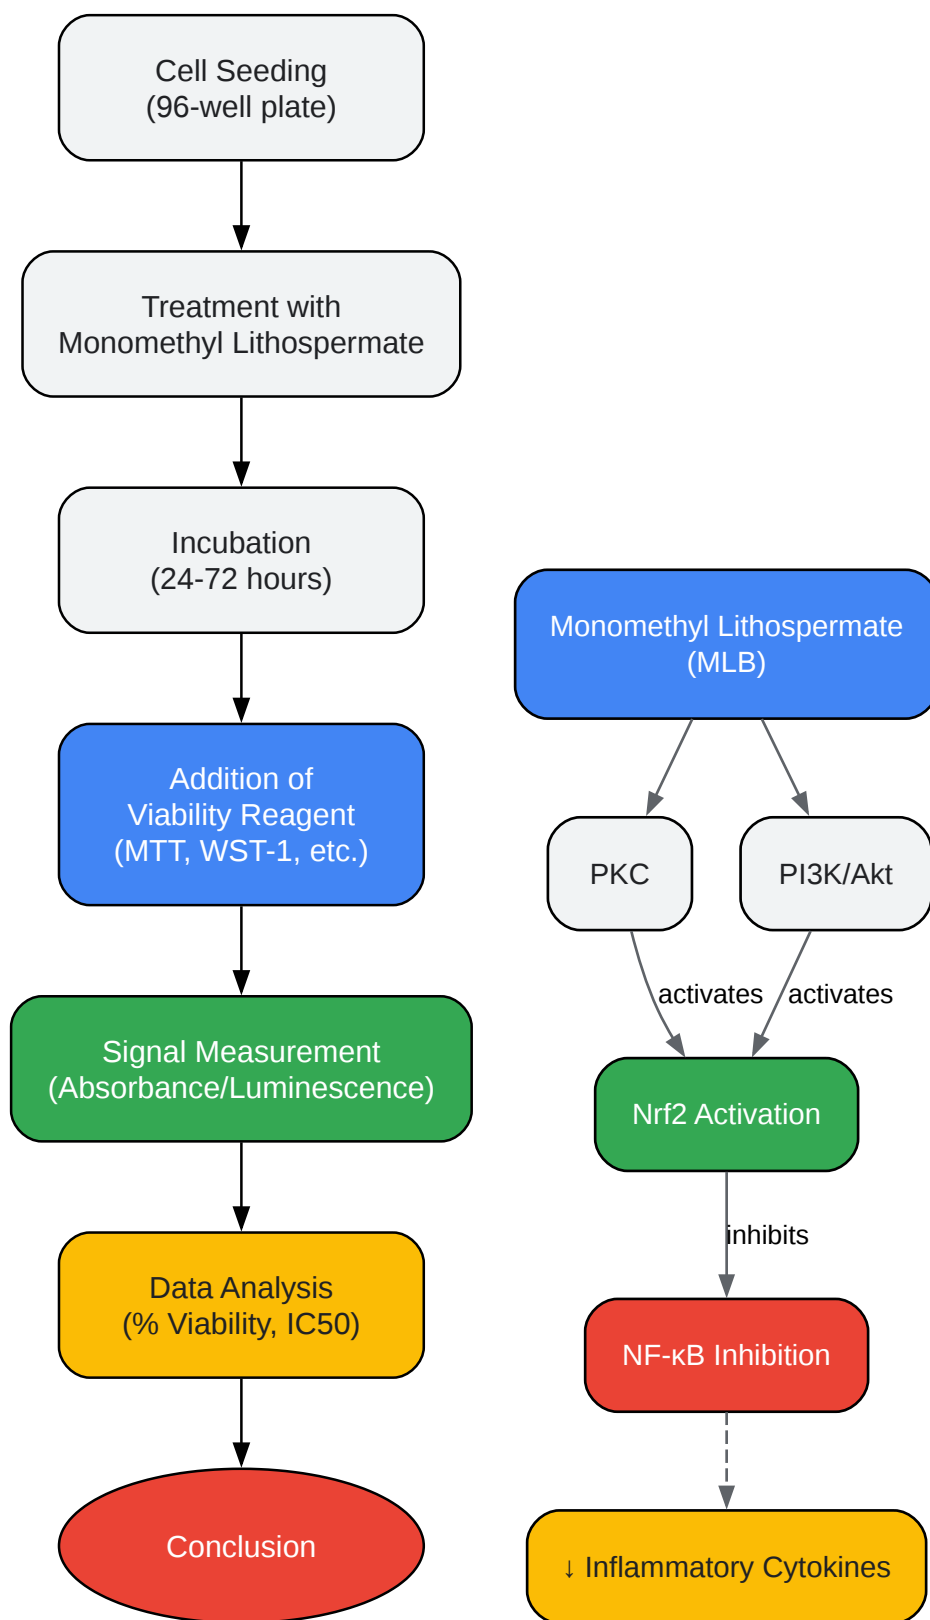 Cell Seeding
(96-well plate)
Treatment with
Monomethyl Lithospermate
Incubation
(24-72 hours)
Addition of
Viability Reagent
(MTT, WST-1, etc.)
Signal Measurement
(Absorbance/Luminescence)
Data Analysis
(% Viability, IC50)
Conclusion
Monomethyl Lithospermate
(MLB)
PKC
PI3K/Akt
activates
activates
Nrf2 Activation
inhibits
NF-κB Inhibition
↓ Inflammatory Cytokines